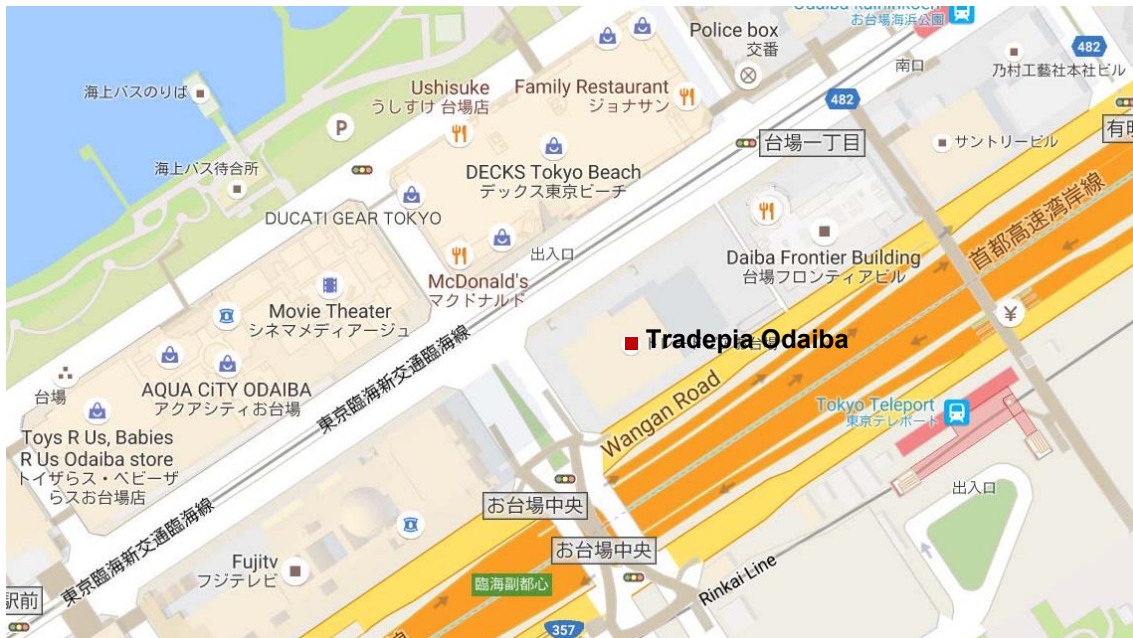 Odaiba kaihinkōen
お台場海浜公園
Police box
交番
482
南口
乃村工藝社本社ビル
海上バスのりば
Ushisuke
うしすけ 台場店
Family Restaurant
ジョナサン
482
P
台場一丁目
サントリービル
海上バス待合所
DECKS Tokyo Beach
デックス東京ビーチ
首都高速湾岸線
DUCATI GEAR TOKYO
出入口
Daiba Frontier Building
台場フロンティアビル
McDonald's
マクドナルド
Movie Theater
シネマメディアージュ
¥
Tradepia Odaiba
東京臨海新交通臨海線
台場
AQUA CiTY ODAIBA
アクアシティお台場
Wangan Road
Tokyo Teleport
東京テレポート
Toys R Us, Babies
R Us Odaiba store
トイザらス・ベビーザ
らスお台場店
出入口
お台場中央
お台場中央
東京臨海新交通臨海線
Fujitv
フジテレビ
臨海副都心
Rinkai Line
駅前
357
線